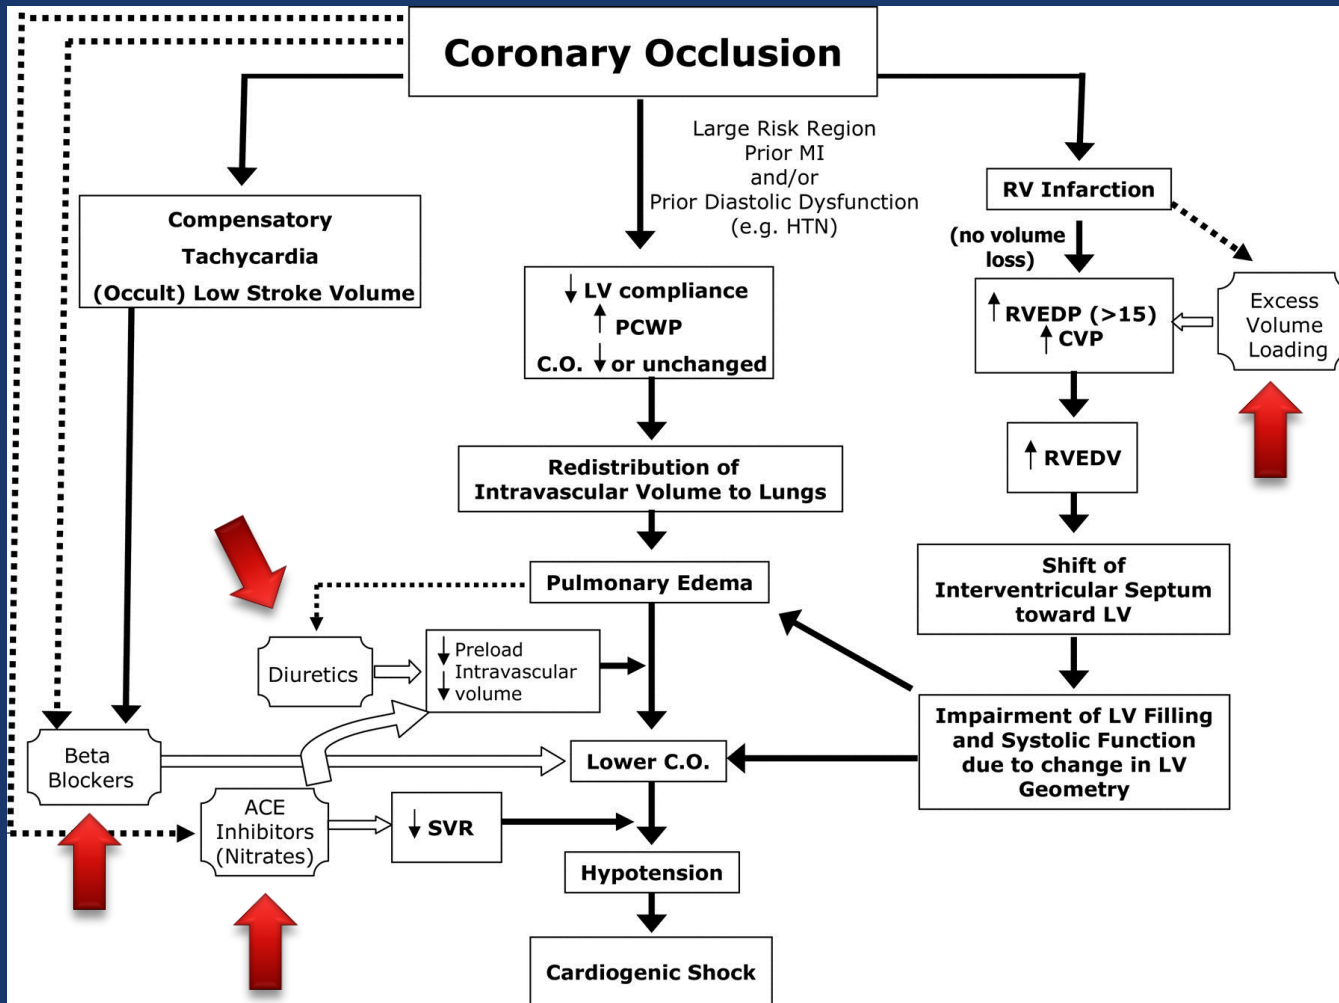 Coronary Occlusion
Large Risk Region
Prior MI
and/or
Prior Diastolic Dysfunction
(e.g. HTN)
Compensatory
Tachycardia
(Occult) Low Stroke Volume
↓ LV compliance
↑
PCWP
C.O. ↓ or unchanged
RV Infarction
(no volume
loss)
↑ RVEDP (>15)
↑ CVP
Excess
Volume
Loading
↑ RVEDV
Redistribution of
Intravascular Volume to Lungs
Shift of
Interventricular Septum
toward LV
Pulmonary Edema
Diuretics
↓ Preload
Intravascular
↓ volume
Impairment of LV Filling
and Systolic Function
due to change in LV
Geometry
Beta
Blockers
Lower C.O.
ACE
Inhibitors
(Nitrates)
↓ SVR
Hypotension
Cardiogenic Shock